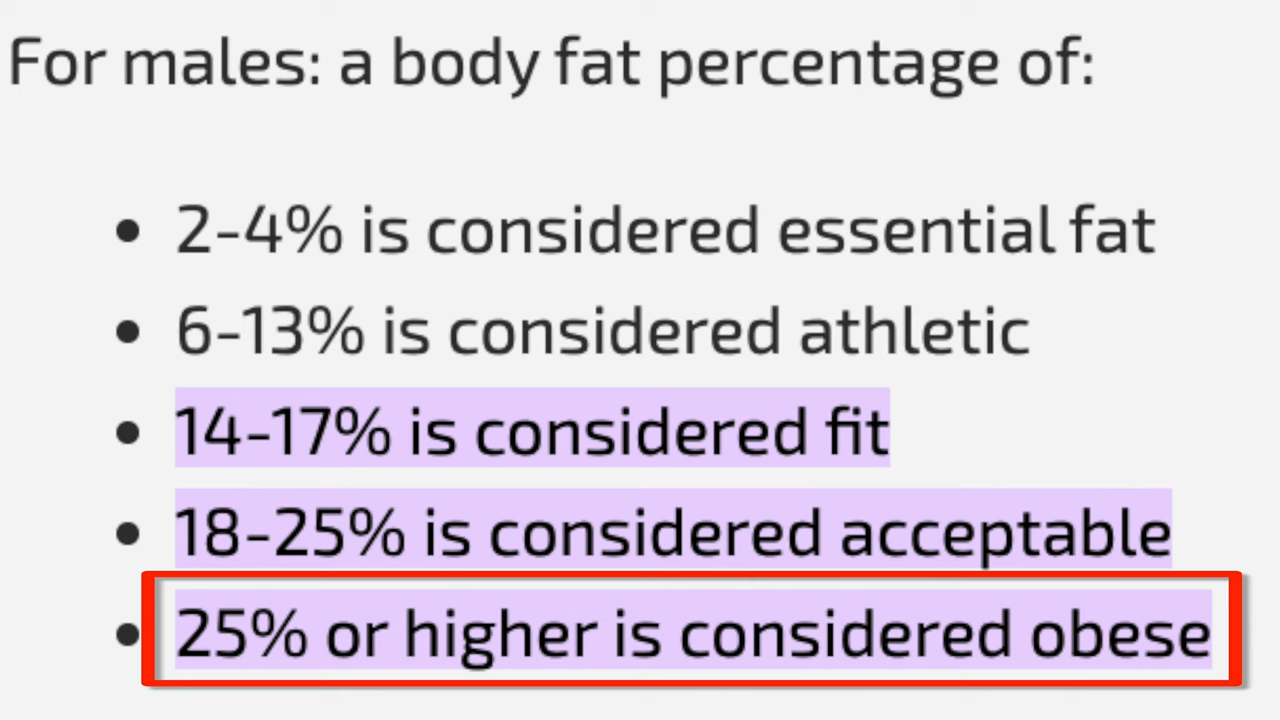 For males: a body fat percentage of:
• 2-4% is considered essential fat
• 6-13% is considered athletic
• 14-17% is considered fit
• 18-25% is considered acceptable
• 25% or higher is considered obese